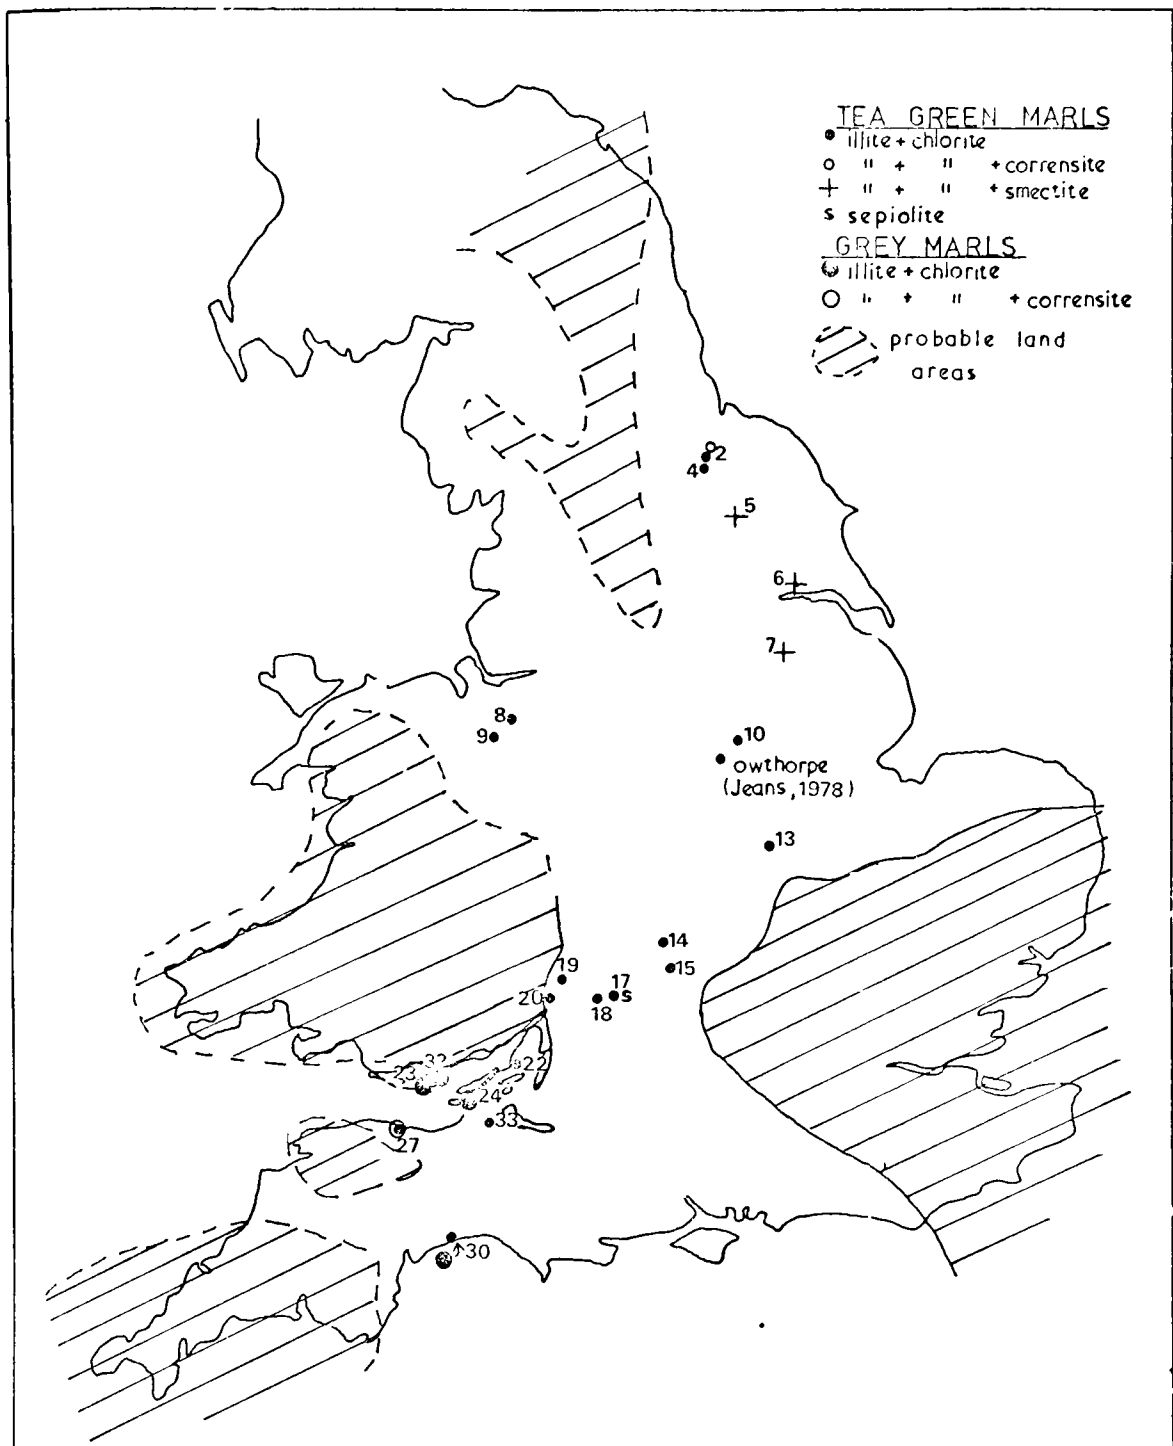 TEA GREEN MARLS
illite + chlorite
" + " + corrensite
" + " + smectite
s sepiolite
GREY MARLS
illite + chlorite
" + " + corrensite
probable land
areas
2
4
5
6
7
8
9
10
owthorpe
(Jeans, 1978)
13
14
15
19
17
20
s
18
32
23
22
24
33
27
↑30